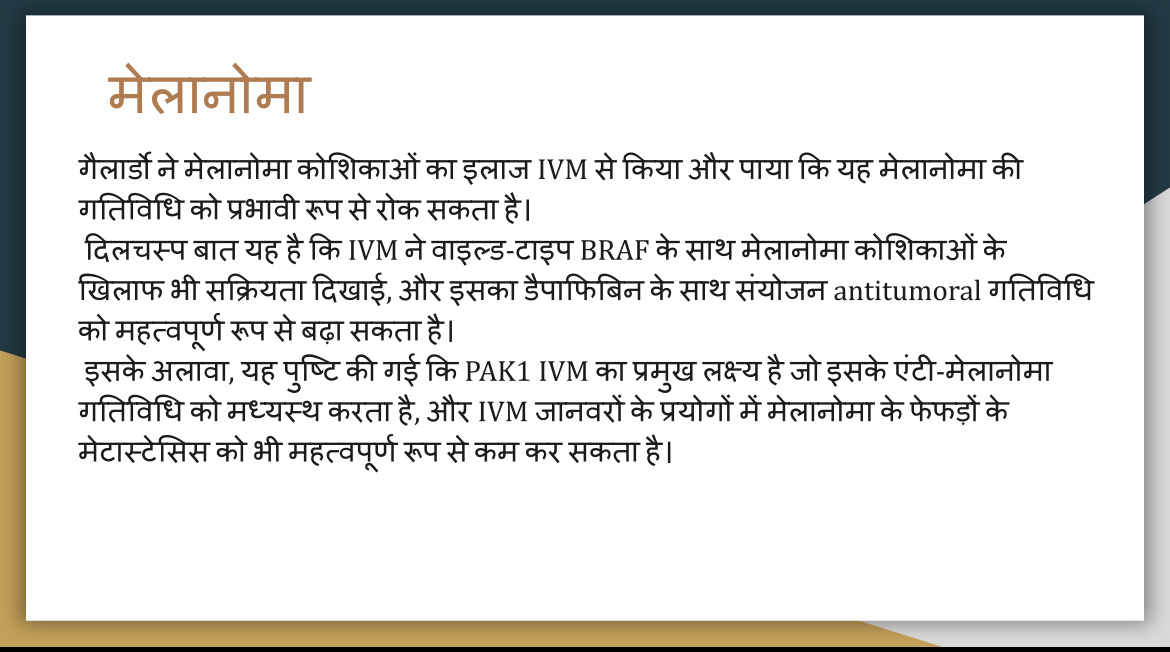 मेलानोमा
गैलार्डो ने मेलानोमा कोशिकाओं का इलाज IVM से किया और पाया कि यह मेलानोमा की
गतिविधि को प्रभावी रूप से रोक सकता है।
दिलचस्प बात यह है कि IVM ने वाइल्ड-टाइप BRAF के साथ मेलानोमा कोशिकाओं के
खिलाफ भी सक्रियता दिखाई, और इसका डैपाफिबिन के साथ संयोजन antitumoral गतिविधि
को महत्वपूर्ण रूप से बढ़ा सकता है।
इसके अलावा, यह पुष्टि की गई कि PAK1 IVM का प्रमुख लक्ष्य है जो इसके एंटी-मेलानोमा
गतिविधि को मध्यस्थ करता है, और IVM जानवरों के प्रयोगों में मेलानोमा के फेफड़ों के
मेटास्टेसिस को भी महत्वपूर्ण रूप से कम कर सकता है।